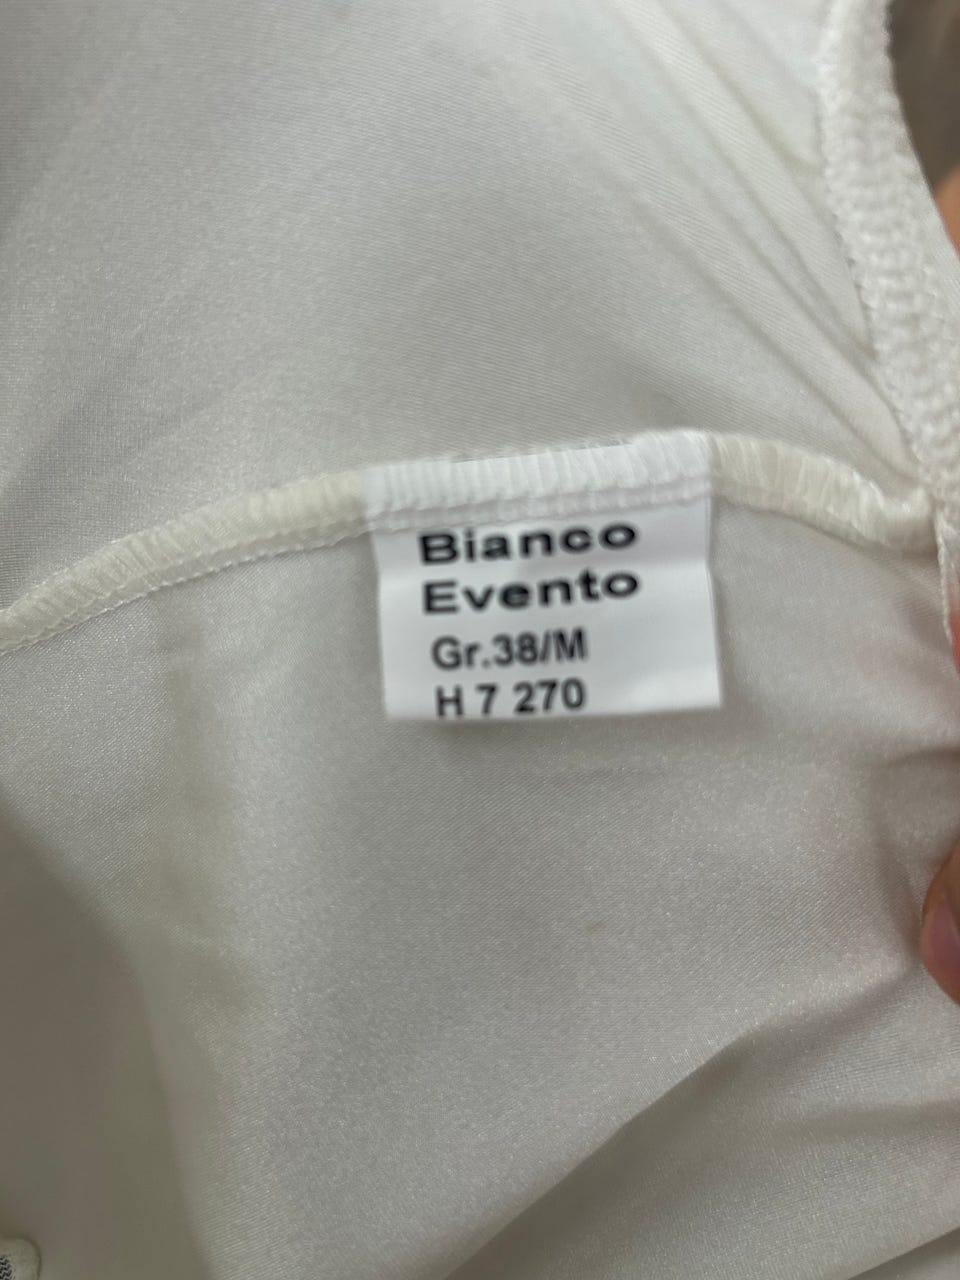 Bianco
Evento
Gr.38/M
H 7 270